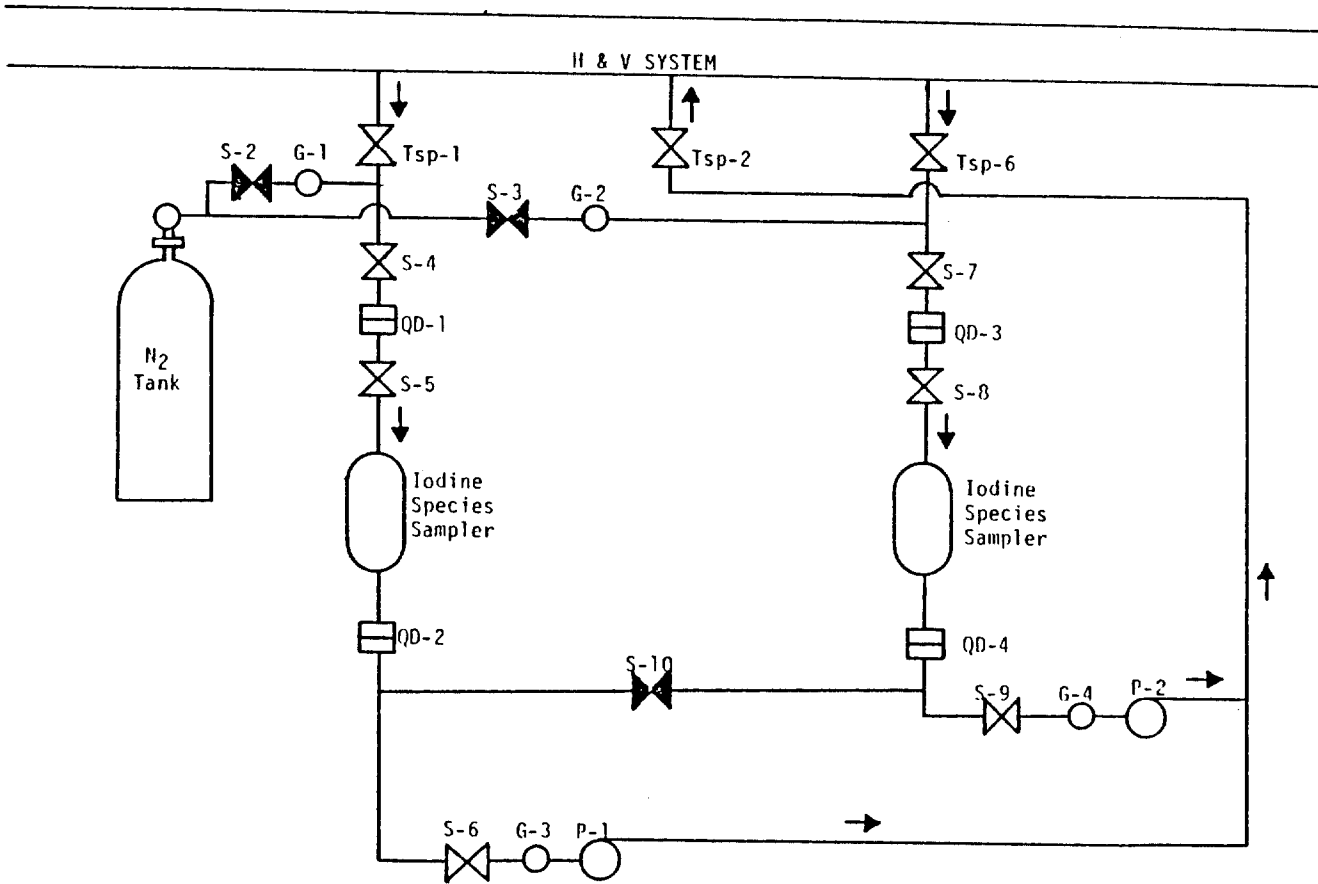 H & V SYSTEM
Tsp-1
Tsp-2
Tsp-6
S-2
G-1
S-3
G-2
S-4
S-7
QD-1
QD-3
N2
Tank
S-5
S-8
Iodine
Species
Sampler
Iodine
Species
Sampler
QD-2
QD-4
S-10
S-9
G-4
P-2
S-6
G-3
P-1